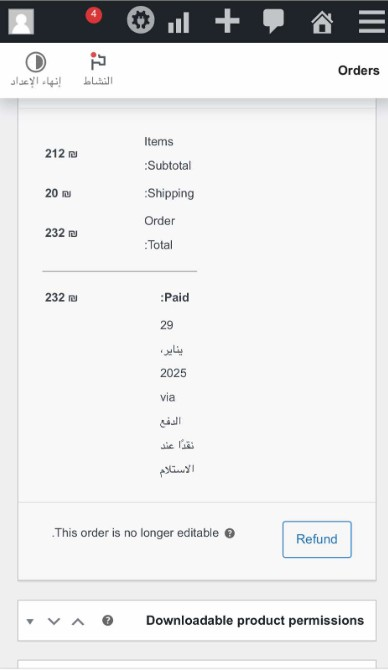 4
إنهاء الإعداد
النشاط
Orders
Items
Subtotal:
212 ₪
Shipping:
20 ₪
Order
Total:
232 ₪
Paid:
232 ₪
29
يناير،
2025
via
الدفع
نقدًا عند
الاستلام
This order is no longer editable.
Refund
Downloadable product permissions